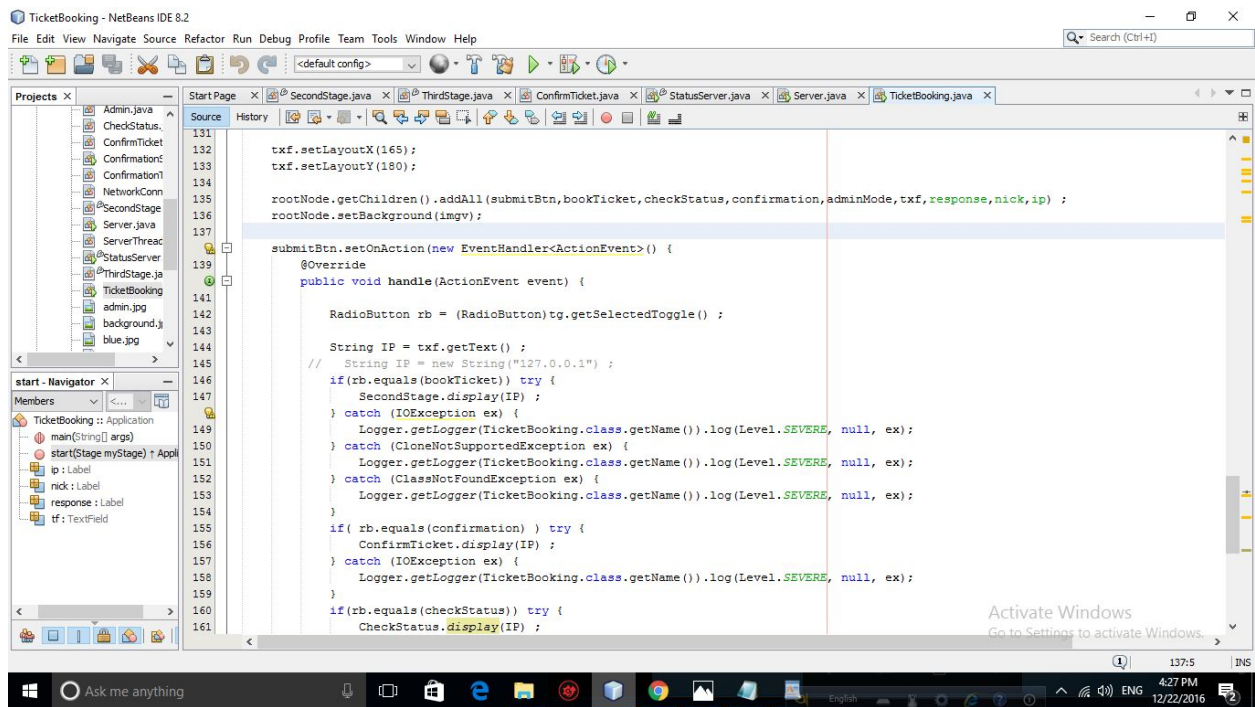 TicketBooking - NetBeans IDE 8.2
File Edit View Navigate Source Refactor Run Debug Profile Team Tools Window Help
Search (Ctrl+I)
<default config>
Projects
Start Page SecondStage.java ThirdStage.java ConfirmTicket.java StatusServer.java Server.java TicketBooking.java
Source History
Admin.java
CheckStatus.
ConfirmTicket
ConfirmationS
ConfirmationT
NetworkConn
SecondStage
Server.java
ServerThreac
StatusServer
ThirdStage.ja
TicketBooking
admin.jpg
background.j
blue.jpg
start - Navigator
Members <...
TicketBooking :: Application
main(String[] args)
start(Stage myStage) ↑ Appli
ip : Label
nick : Label
response : Label
tf : TextField
131
132 txf.setLayoutX(165);
133 txf.setLayoutY(180);
134
135 rootNode.getChildren().addAll(submitBtn,bookTicket,checkStatus,confirmation,adminMode,txf,response,nick,ip) ;
136 rootNode.setBackground(imgv);
137
submitBtn.setOnAction(new EventHandler<ActionEvent>() {
139 @Override
public void handle(ActionEvent event) {
141
142 RadioButton rb = (RadioButton)tg.getSelectedToggle() ;
143
144 String IP = txf.getText() ;
145 // String IP = new String("127.0.0.1") ;
146 if(rb.equals(bookTicket)) try {
147 SecondStage.display(IP) ;
} catch (IOException ex) {
149 Logger.getLogger(TicketBooking.class.getName()).log(Level.SEVERE, null, ex);
150 } catch (CloneNotSupportedException ex) {
151 Logger.getLogger(TicketBooking.class.getName()).log(Level.SEVERE, null, ex);
152 } catch (ClassNotFoundException ex) {
153 Logger.getLogger(TicketBooking.class.getName()).log(Level.SEVERE, null, ex);
154 }
155 if( rb.equals(confirmation) ) try {
156 ConfirmTicket.display(IP) ;
157 } catch (IOException ex) {
158 Logger.getLogger(TicketBooking.class.getName()).log(Level.SEVERE, null, ex);
159 }
160 if(rb.equals(checkStatus)) try {
161 CheckStatus.display(IP) ;
Activate Windows
Go to Settings to activate Windows.
1 137:5 INS
Ask me anything
English
ENG
4:27 PM
12/22/2016
2